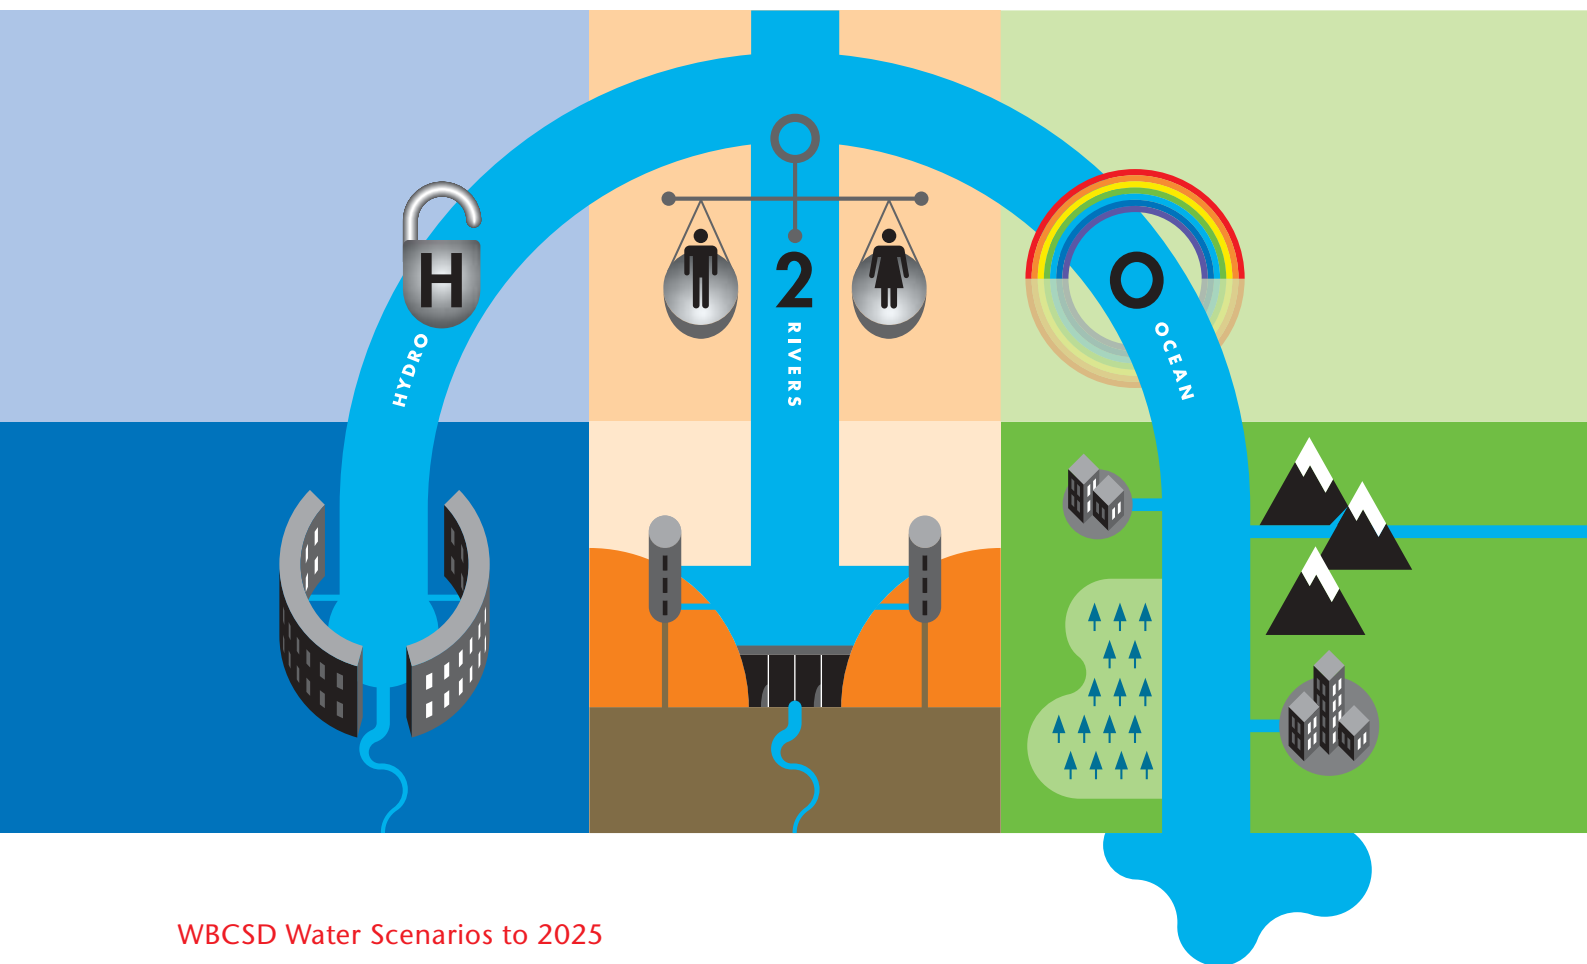 H
2
O
HYDRO
RIVERS
OCEAN
WBCSD Water Scenarios to 2025